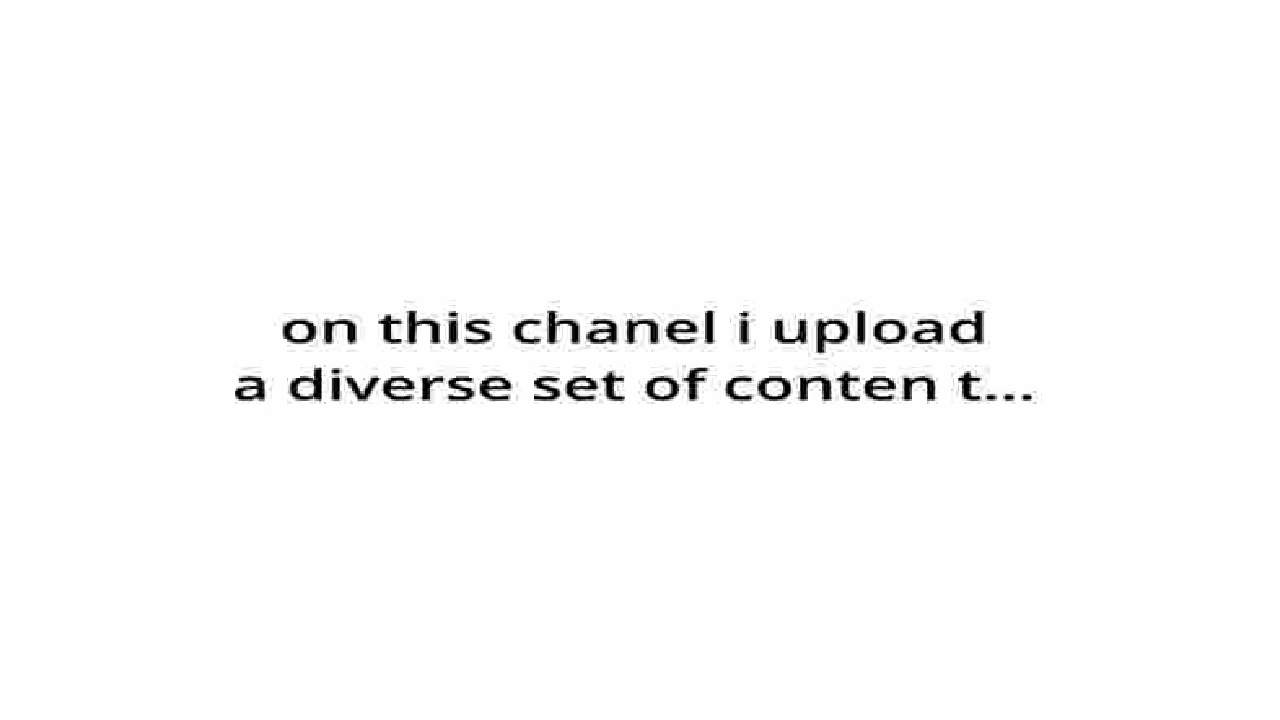 on this chanel i upload
a diverse set of conten t...